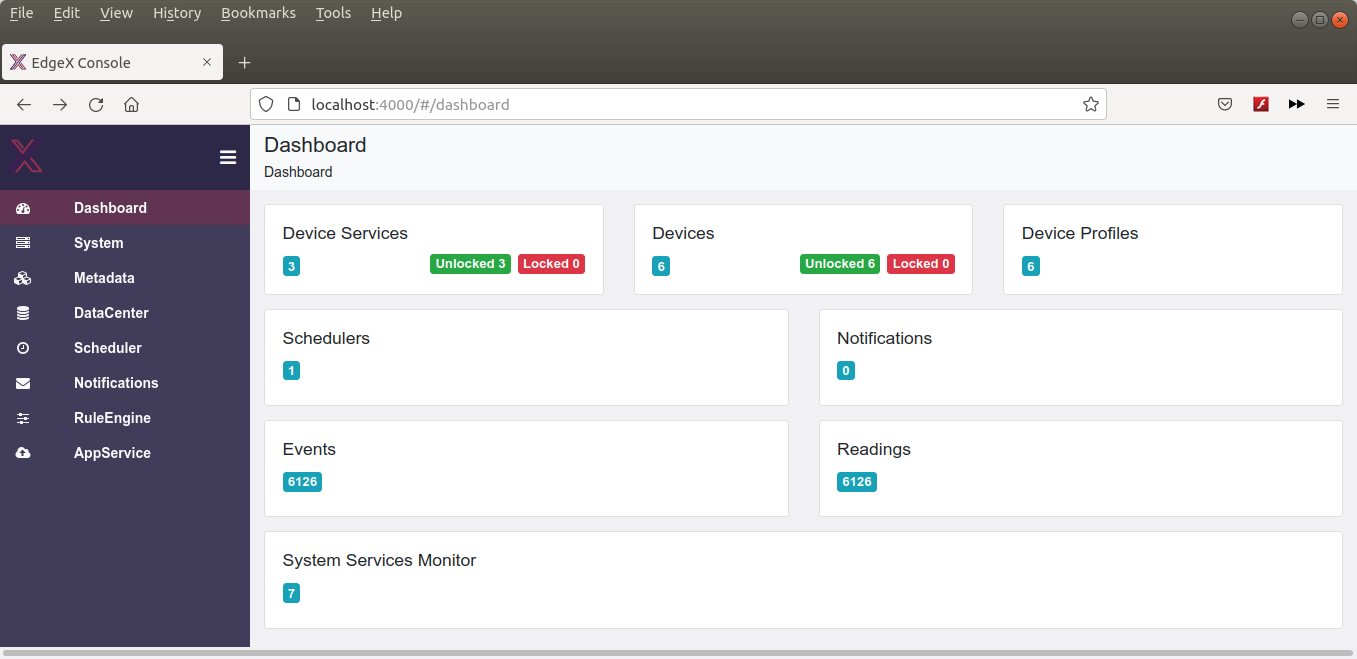 File Edit View History Bookmarks Tools Help
EdgeX Console
localhost:4000/#/dashboard
Dashboard
Dashboard
Dashboard
System
Metadata
DataCenter
Scheduler
Notifications
RuleEngine
AppService
Device Services
3 Unlocked 3 Locked 0
Devices
6 Unlocked 6 Locked 0
Device Profiles
6
Schedulers
1
Notifications
0
Events
6126
Readings
6126
System Services Monitor
7